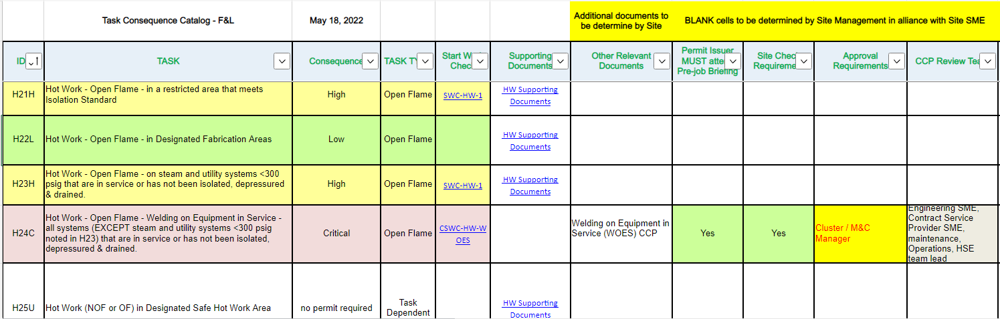 Task Consequence Catalog - F&L
May 18, 2022
Additional documents to
be determine by Site
BLANK cells to be determined by Site Management in alliance with Site SME
ID
TASK
Consequence
TASK TY
Start W
Chec
Supporting
Documents
Other Relevant
Documents
Permit Issuer
MUST atte
Pre-job Briefing
Site Chec
Requireme
Approval
Requirements
CCP Review Tea
H21H
Hot Work - Open Flame - in a restricted area that meets
Isolation Standard
High
Open Flame
SWC-HW-1
HW Supporting
Documents
H22L
Hot Work - Open Flame - in Designated Fabrication Areas
Low
Open Flame
HW Supporting
Documents
H23H
Hot Work - Open Flame - on steam and utility systems <300
psig that are in service or has not been isolated, depressured
& drained.
High
Open Flame
SWC-HW-1
HW Supporting
Documents
H24C
Hot Work - Open Flame - Welding on Equipment in Service -
all systems (EXCEPT steam and utility systems <300 psig
noted in H23) that are in service or has not been isolated,
depressured & drained.
Critical
Open Flame
CSWC-HW-W
OES
Welding on Equipment in
Service (WOES) CCP
Yes
Yes
Cluster / M&C
Manager
Engineering SME,
Contract Service
Provider SME,
maintenance,
Operations, HSE
team lead
H25U
Hot Work (NOF or OF) in Designated Safe Hot Work Area
no permit required
Task
Dependent
HW Supporting
Documents